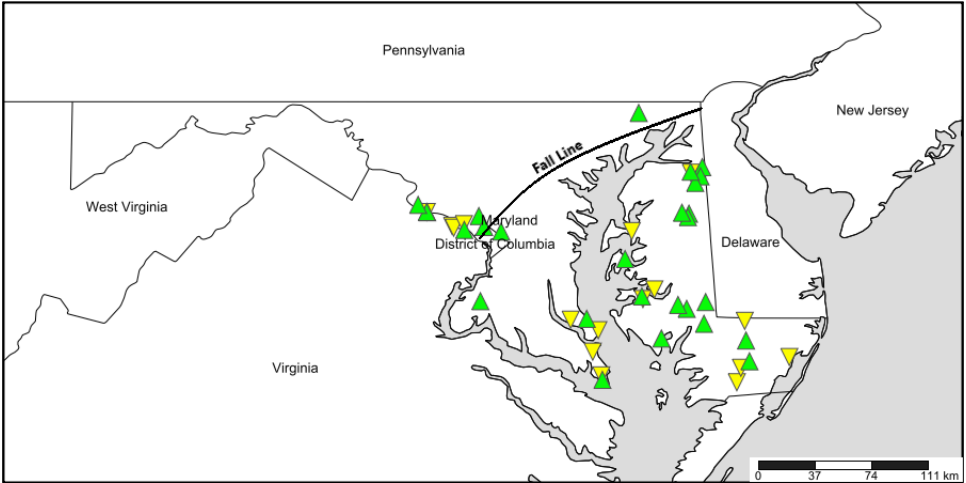 Pennsylvania
New Jersey
Fall Line
West Virginia
Maryland
District of Columbia
Delaware
Virginia
0 37 74 111 km